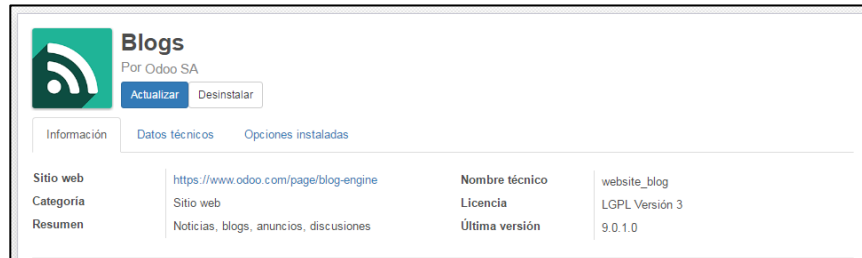 Blogs
Por Odoo SA
Actualizar Desinstalar
Información Datos técnicos Opciones instaladas
Sitio web https://www.odoo.com/page/blog-engine Nombre técnico website_blog
Categoría Sitio web Licencia LGPL Versión 3
Resumen Noticias, blogs, anuncios, discusiones Última versión 9.0.1.0